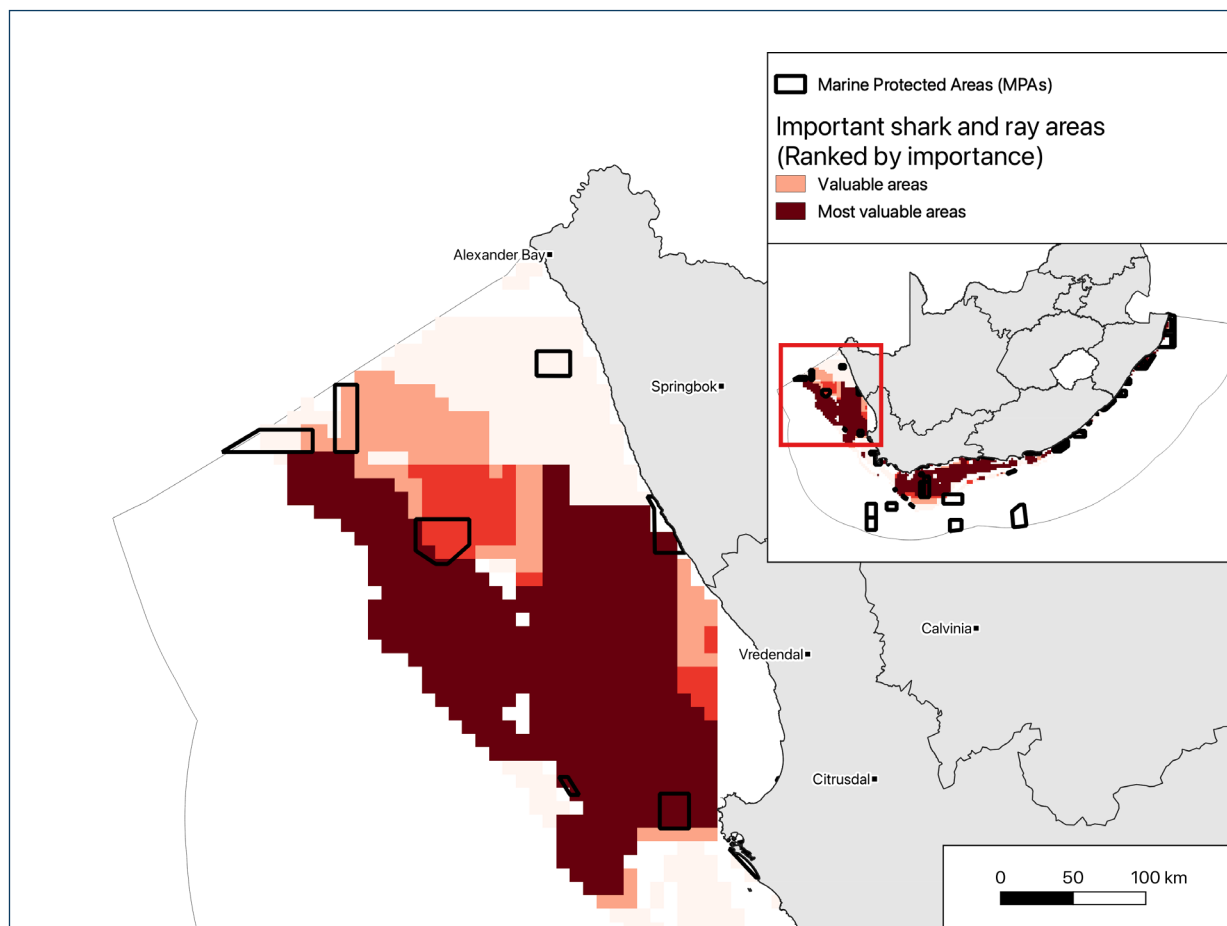 Marine Protected Areas (MPAs)
Important shark and ray areas
(Ranked by importance)
Valuable areas
Most valuable areas
Alexander Bay
Springbok
Calvinia
Vredendal
Citrusdal
0 50 100 km